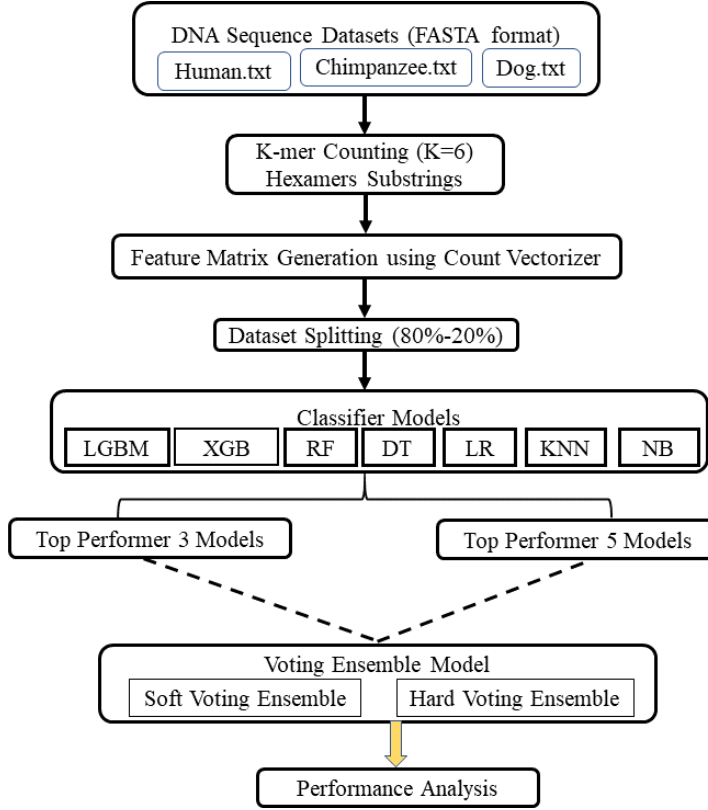 DNA Sequence Datasets (FASTA format)
Human.txt Chimpanzee.txt Dog.txt
K-mer Counting (K=6)
Hexamers Substrings
Feature Matrix Generation using Count Vectorizer
Dataset Splitting (80%-20%)
Classifier Models
LGBM XGB RF DT LR KNN NB
Top Performer 3 Models Top Performer 5 Models
Voting Ensemble Model
Soft Voting Ensemble Hard Voting Ensemble
Performance Analysis